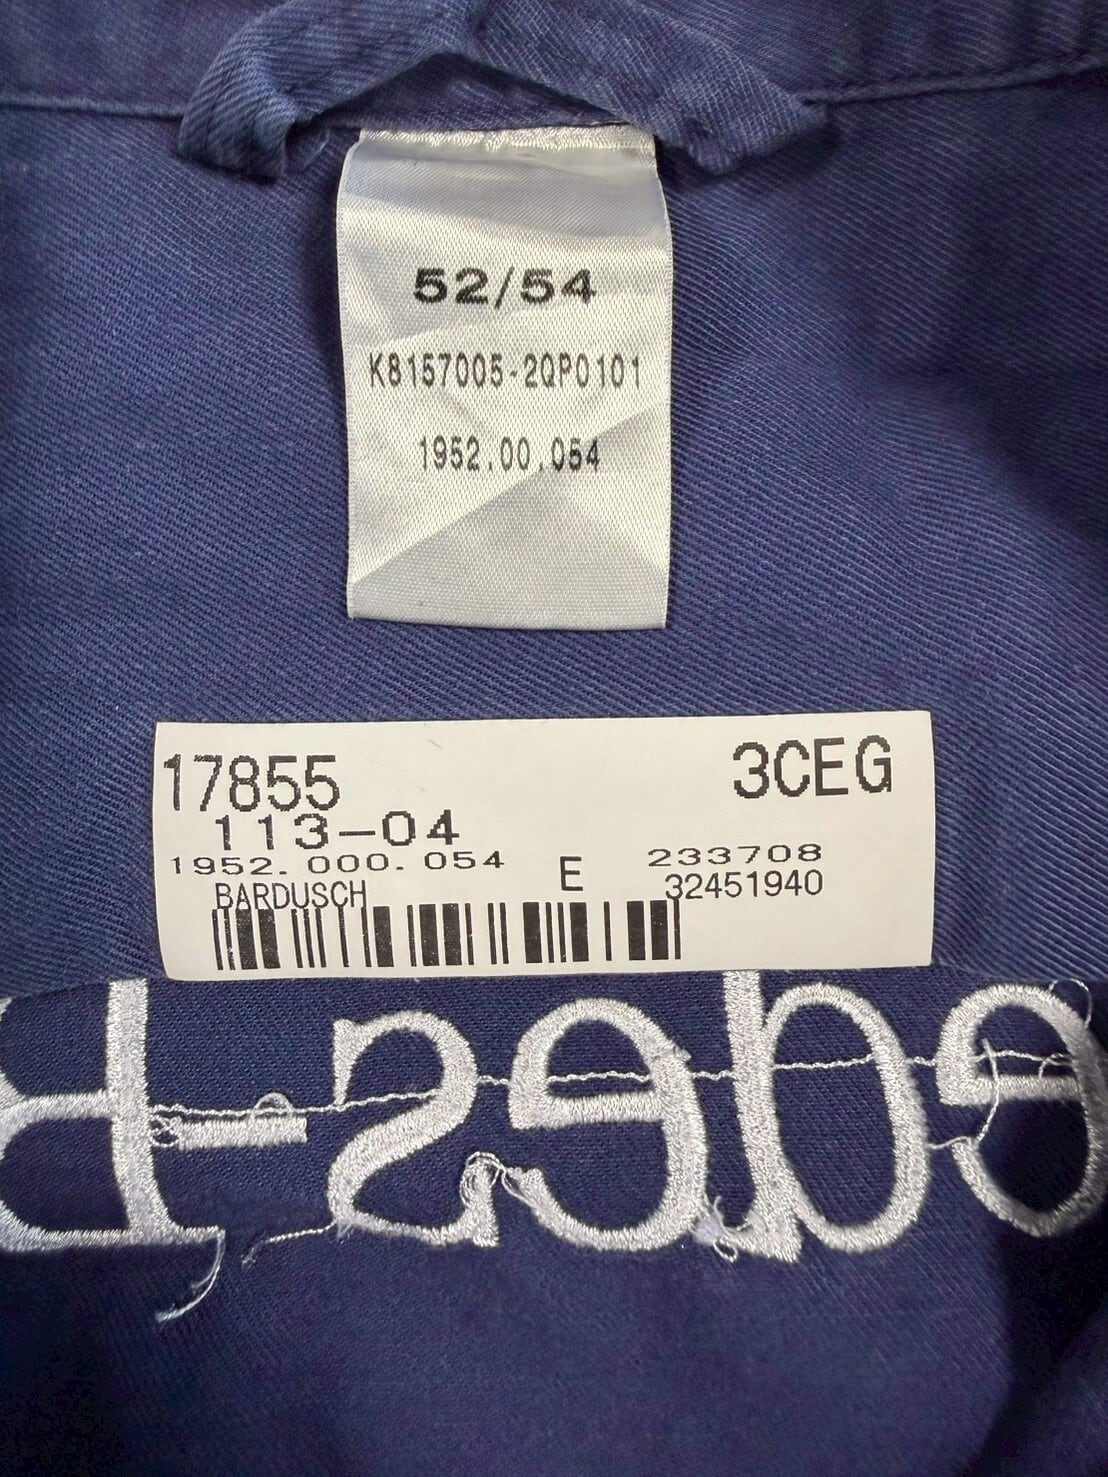 52/54
K8157005-2QP0101
1952.00.054
17855 3CEG
113-04
1952.000.054 E 233708
BARDUSCH 32451940